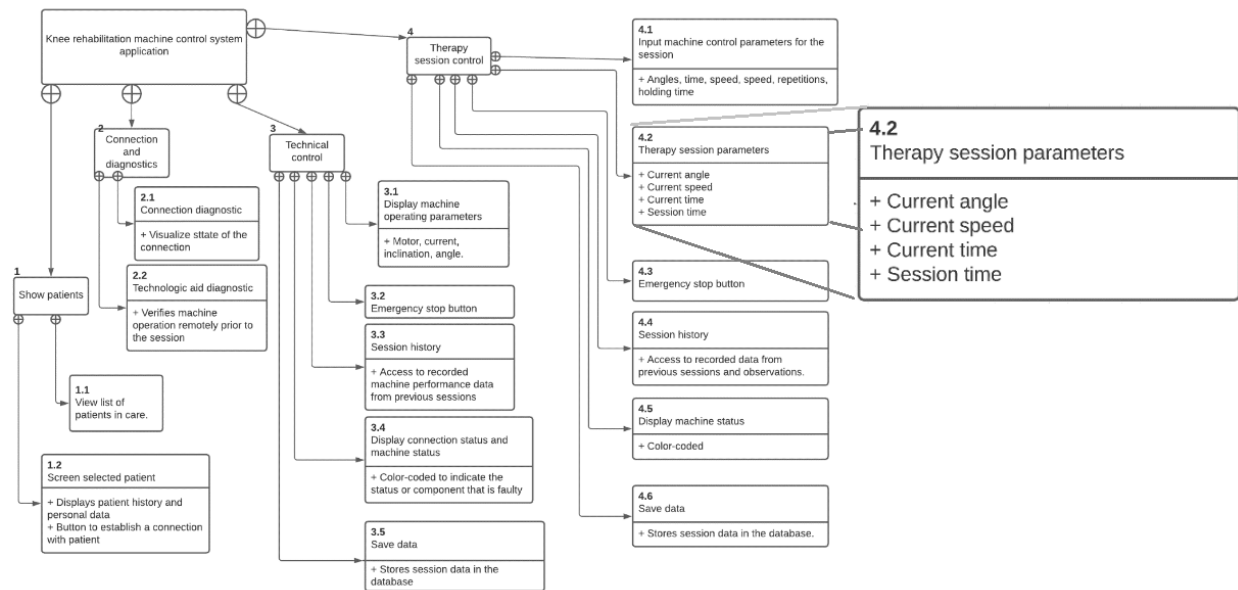 Knee rehabilitation machine control system
application
1
Show patients
1.1
View list of
patients in care.
1.2
Screen selected patient
+ Displays patient history and
personal data
+ Button to establish a connection
with patient
2
Connection
and
diagnostics
2.1
Connection diagnostic
+ Visualize sttate of the
connection
2.2
Technologic aid diagnostic
+ Verifies machine
operation remotely prior to
the session
3
Technical
control
3.1
Display machine
operating parameters
+ Motor, current,
inclination, angle.
3.2
Emergency stop button
3.3
Session history
+ Access to recorded
machine performance data
from previous sessions
3.4
Display connection status and
machine status
+ Color-coded to indicate the
status or component that is faulty
3.5
Save data
+ Stores session data in the
database
4
Therapy
session control
4.1
Input machine control parameters for the
session
+ Angles, time, speed, speed, repetitions,
holding time
4.2
Therapy session parameters
+ Current angle
+ Current speed
+ Current time
+ Session time
4.2
Therapy session parameters
+ Current angle
+ Current speed
+ Current time
+ Session time
4.3
Emergency stop button
4.4
Session history
+ Access to recorded data from
previous sessions and observations.
4.5
Display machine status
+ Color-coded
4.6
Save data
+ Stores session data in the database.